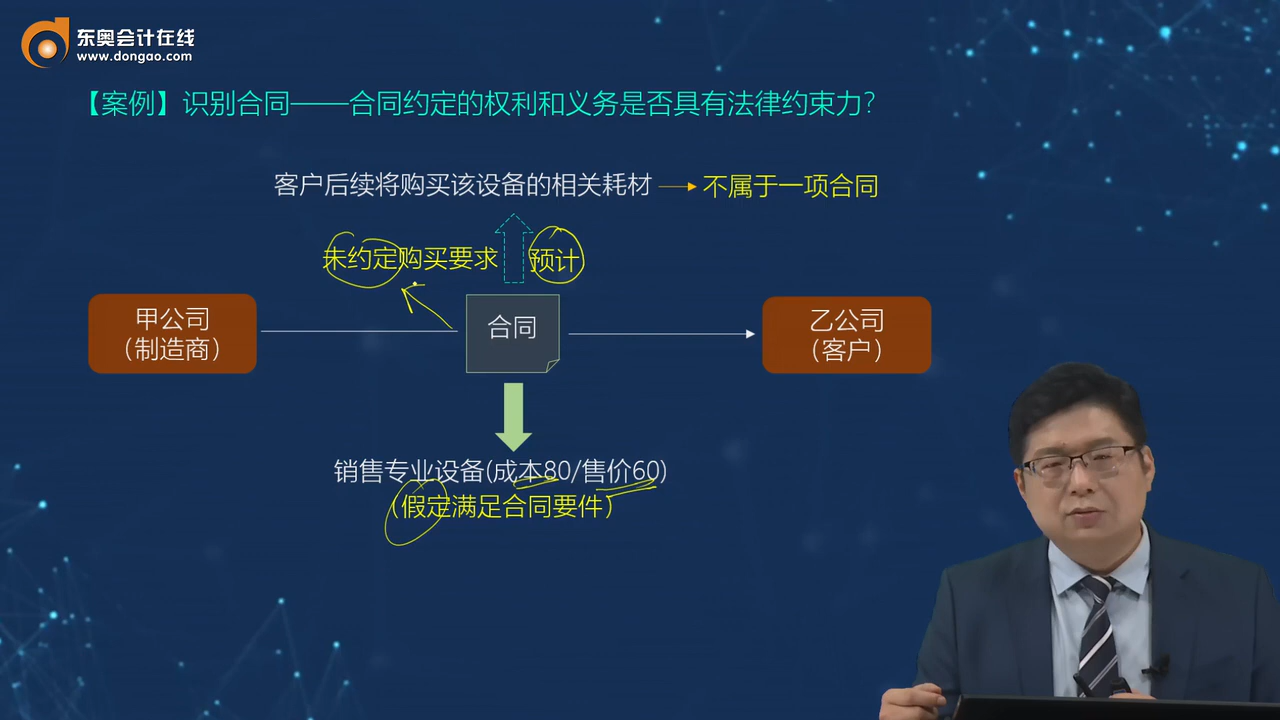 东奥会计在线
www.dongao.com
【案例】识别合同——合同约定的权利和义务是否具有法律约束力？
客户后续将购买该设备的相关耗材
不属于一项合同
未约定购买要求
预计
甲公司
（制造商）
合同
乙公司
（客户）
销售专业设备(成本80/售价60)
（假定满足合同要件）